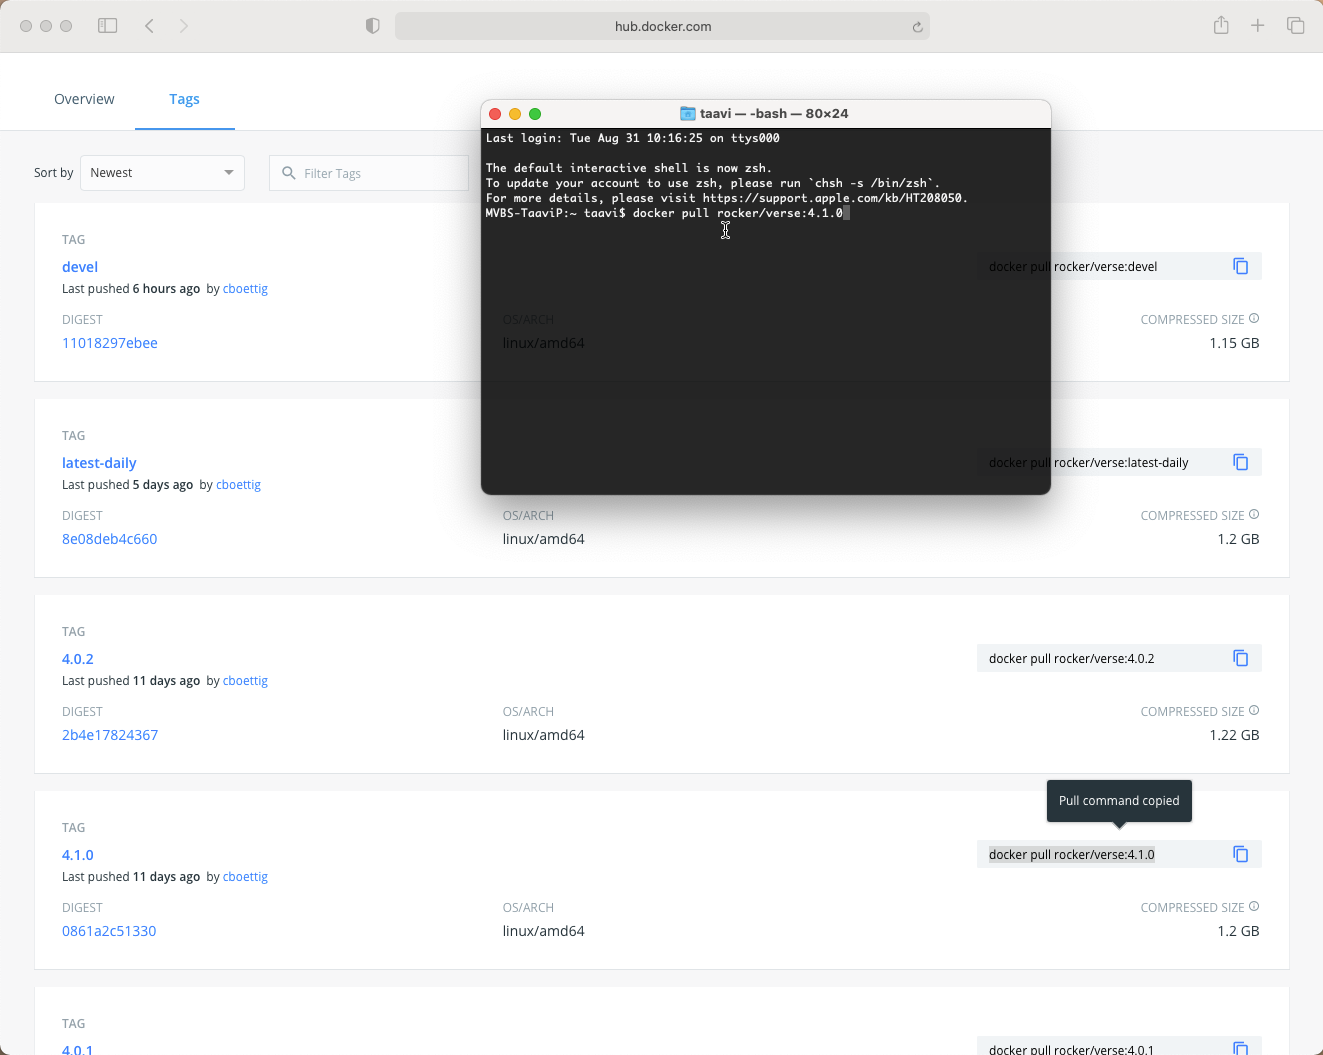 hub.docker.com
Overview
Tags
taavi — -bash — 80×24
Last login: Tue Aug 31 10:16:25 on ttys000
The default interactive shell is now zsh.
To update your account to use zsh, please run `chsh -s /bin/zsh`.
For more details, please visit https://support.apple.com/kb/HT208050.
MVBS-TaaviP:~ taavi$ docker pull rocker/verse:4.1.0
Sort by
Newest
Filter Tags
TAG
devel
docker pull rocker/verse:devel
Last pushed 6 hours ago by cboettig
DIGEST
OS/ARCH
COMPRESSED SIZE
11018297ebee
linux/amd64
1.15 GB
TAG
latest-daily
docker pull rocker/verse:latest-daily
Last pushed 5 days ago by cboettig
DIGEST
OS/ARCH
COMPRESSED SIZE
8e08deb4c660
linux/amd64
1.2 GB
TAG
4.0.2
docker pull rocker/verse:4.0.2
Last pushed 11 days ago by cboettig
DIGEST
OS/ARCH
COMPRESSED SIZE
2b4e17824367
linux/amd64
1.22 GB
Pull command copied
TAG
4.1.0
docker pull rocker/verse:4.1.0
Last pushed 11 days ago by cboettig
DIGEST
OS/ARCH
COMPRESSED SIZE
0861a2c51330
linux/amd64
1.2 GB
TAG
4.0.1
docker pull rocker/verse:4.0.1